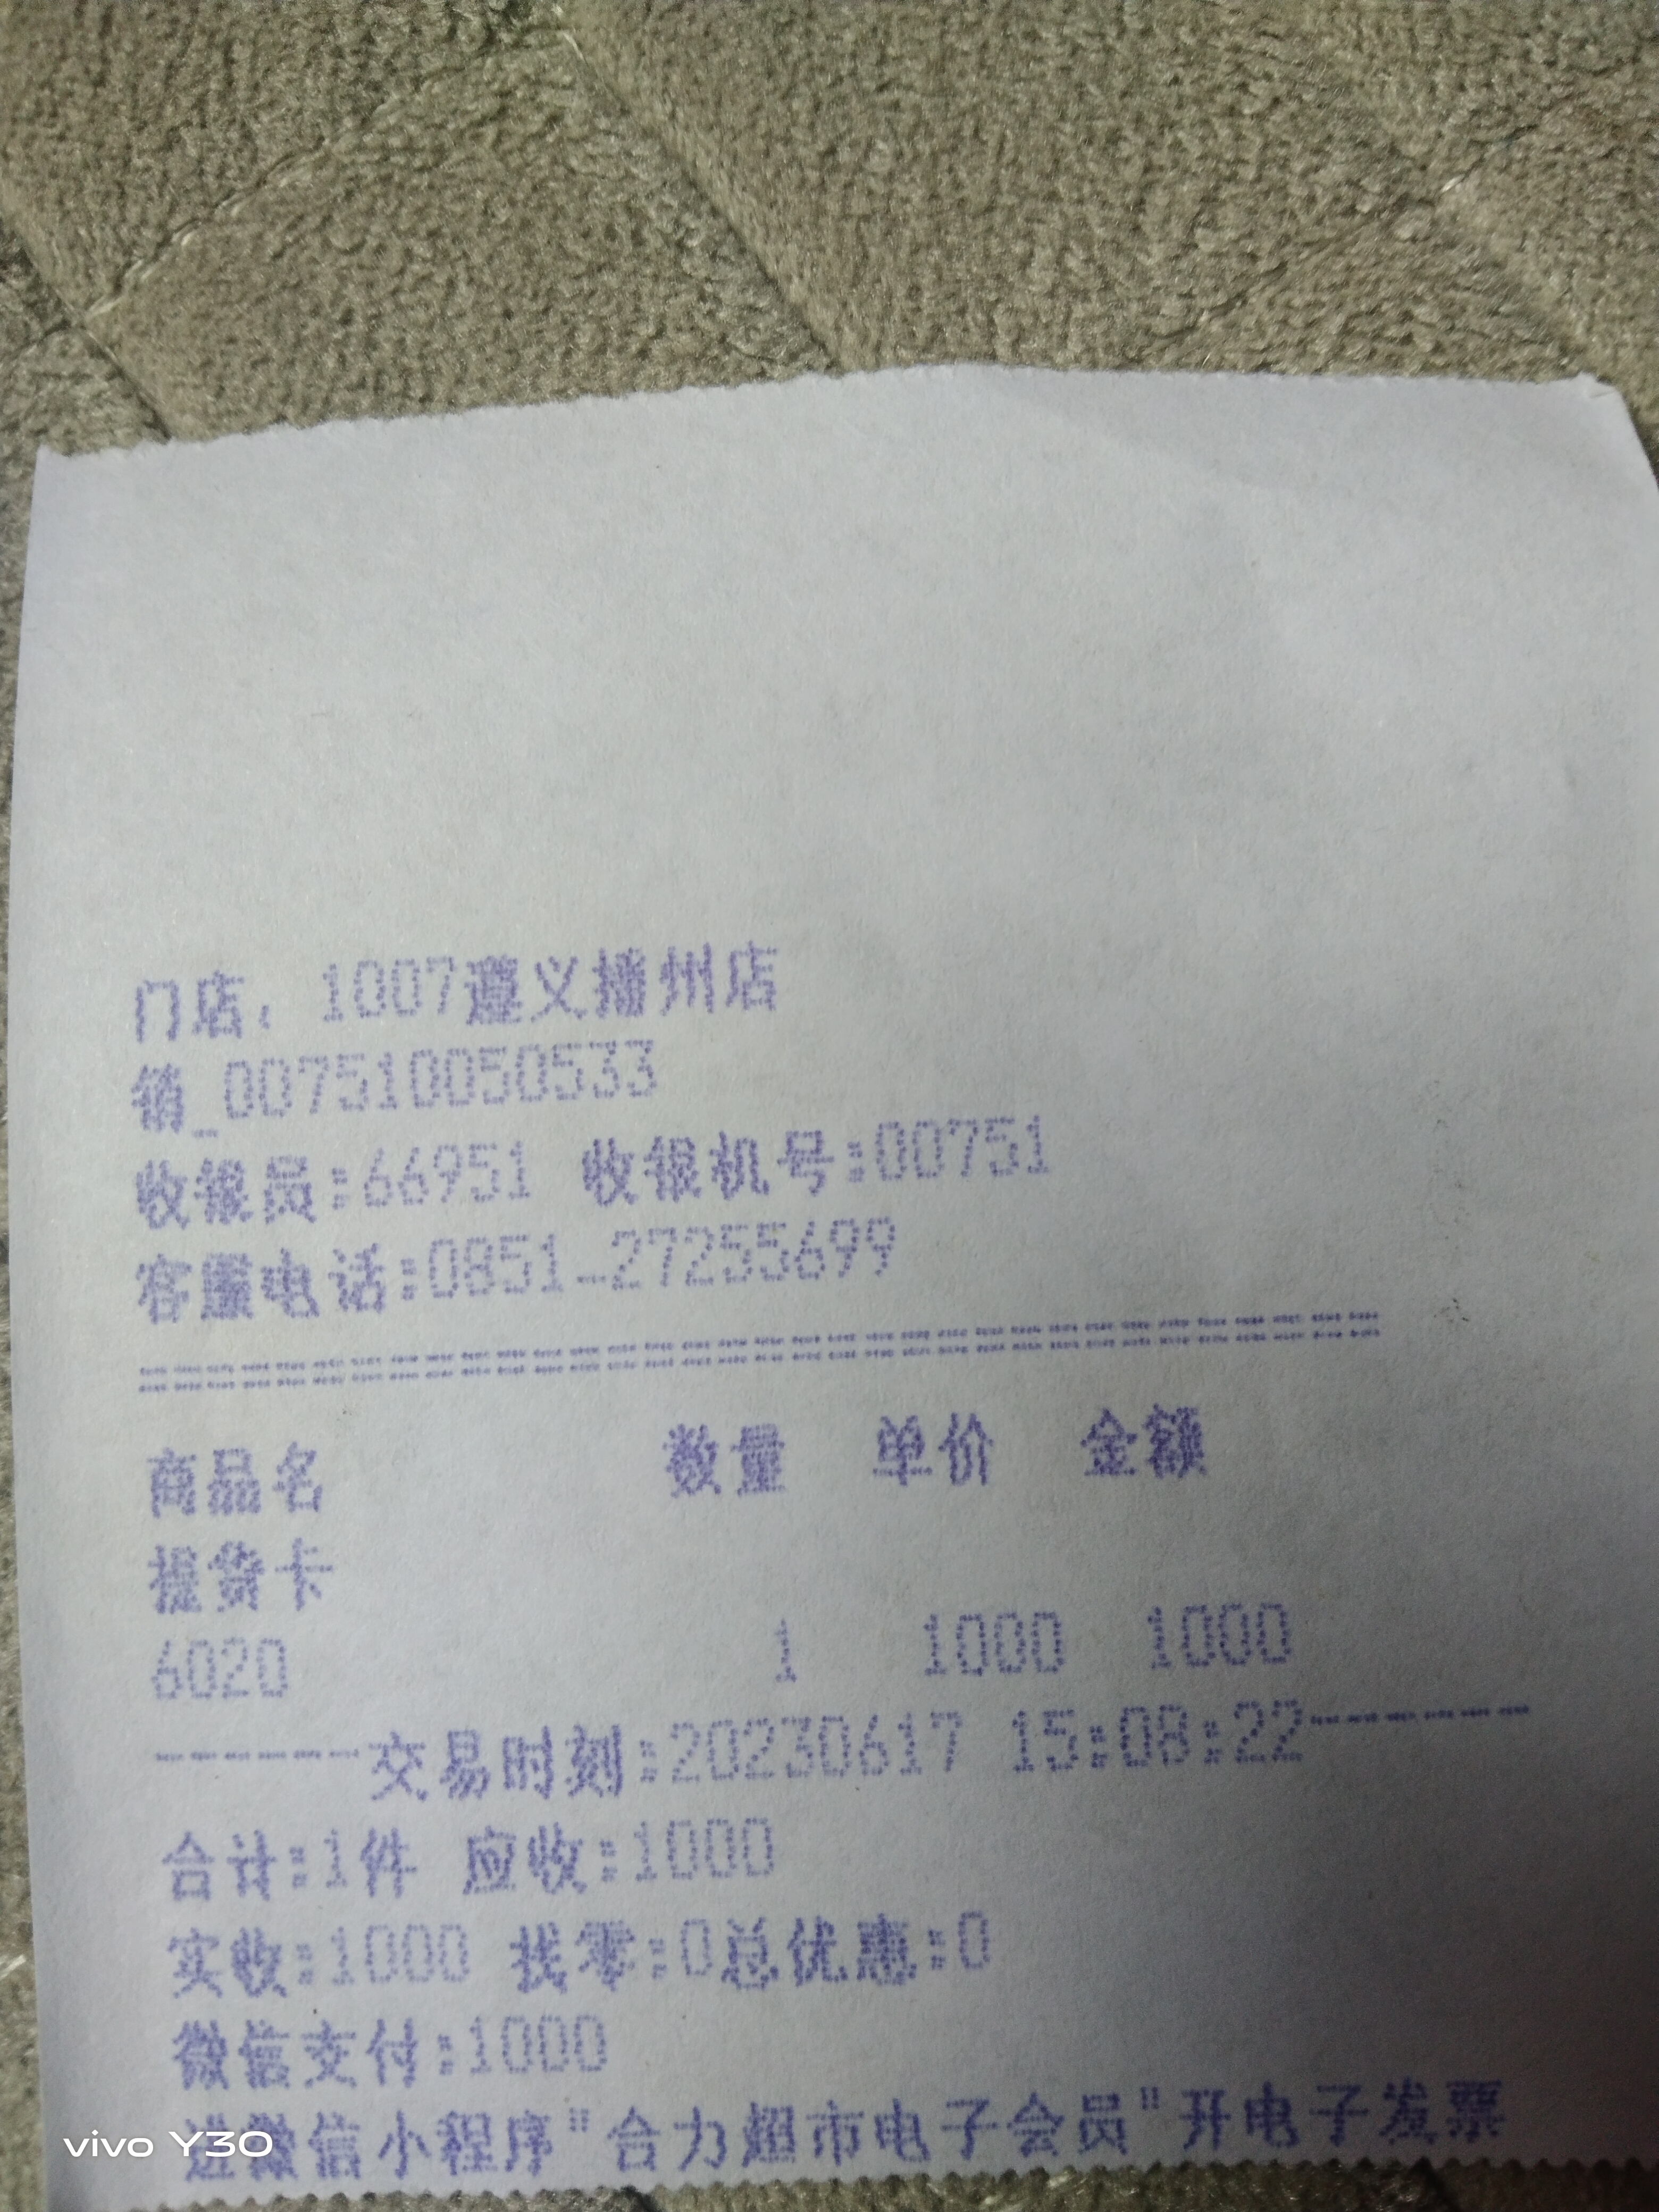 门店: 1007遵义播州店
销_007510050533
收银员:66951 收银机号:00751
客服电话:0851-27255699
================================
商品名 数量 单价 金额
提货卡
6020 1 1000 1000
------交易时刻:20230617 15:08:22------
合计:1件 应收:1000
实收:1000 找零:0总优惠:0
微信支付:1000
进微信小程序"合力超市电子会员"开电子发票
vivo Y30